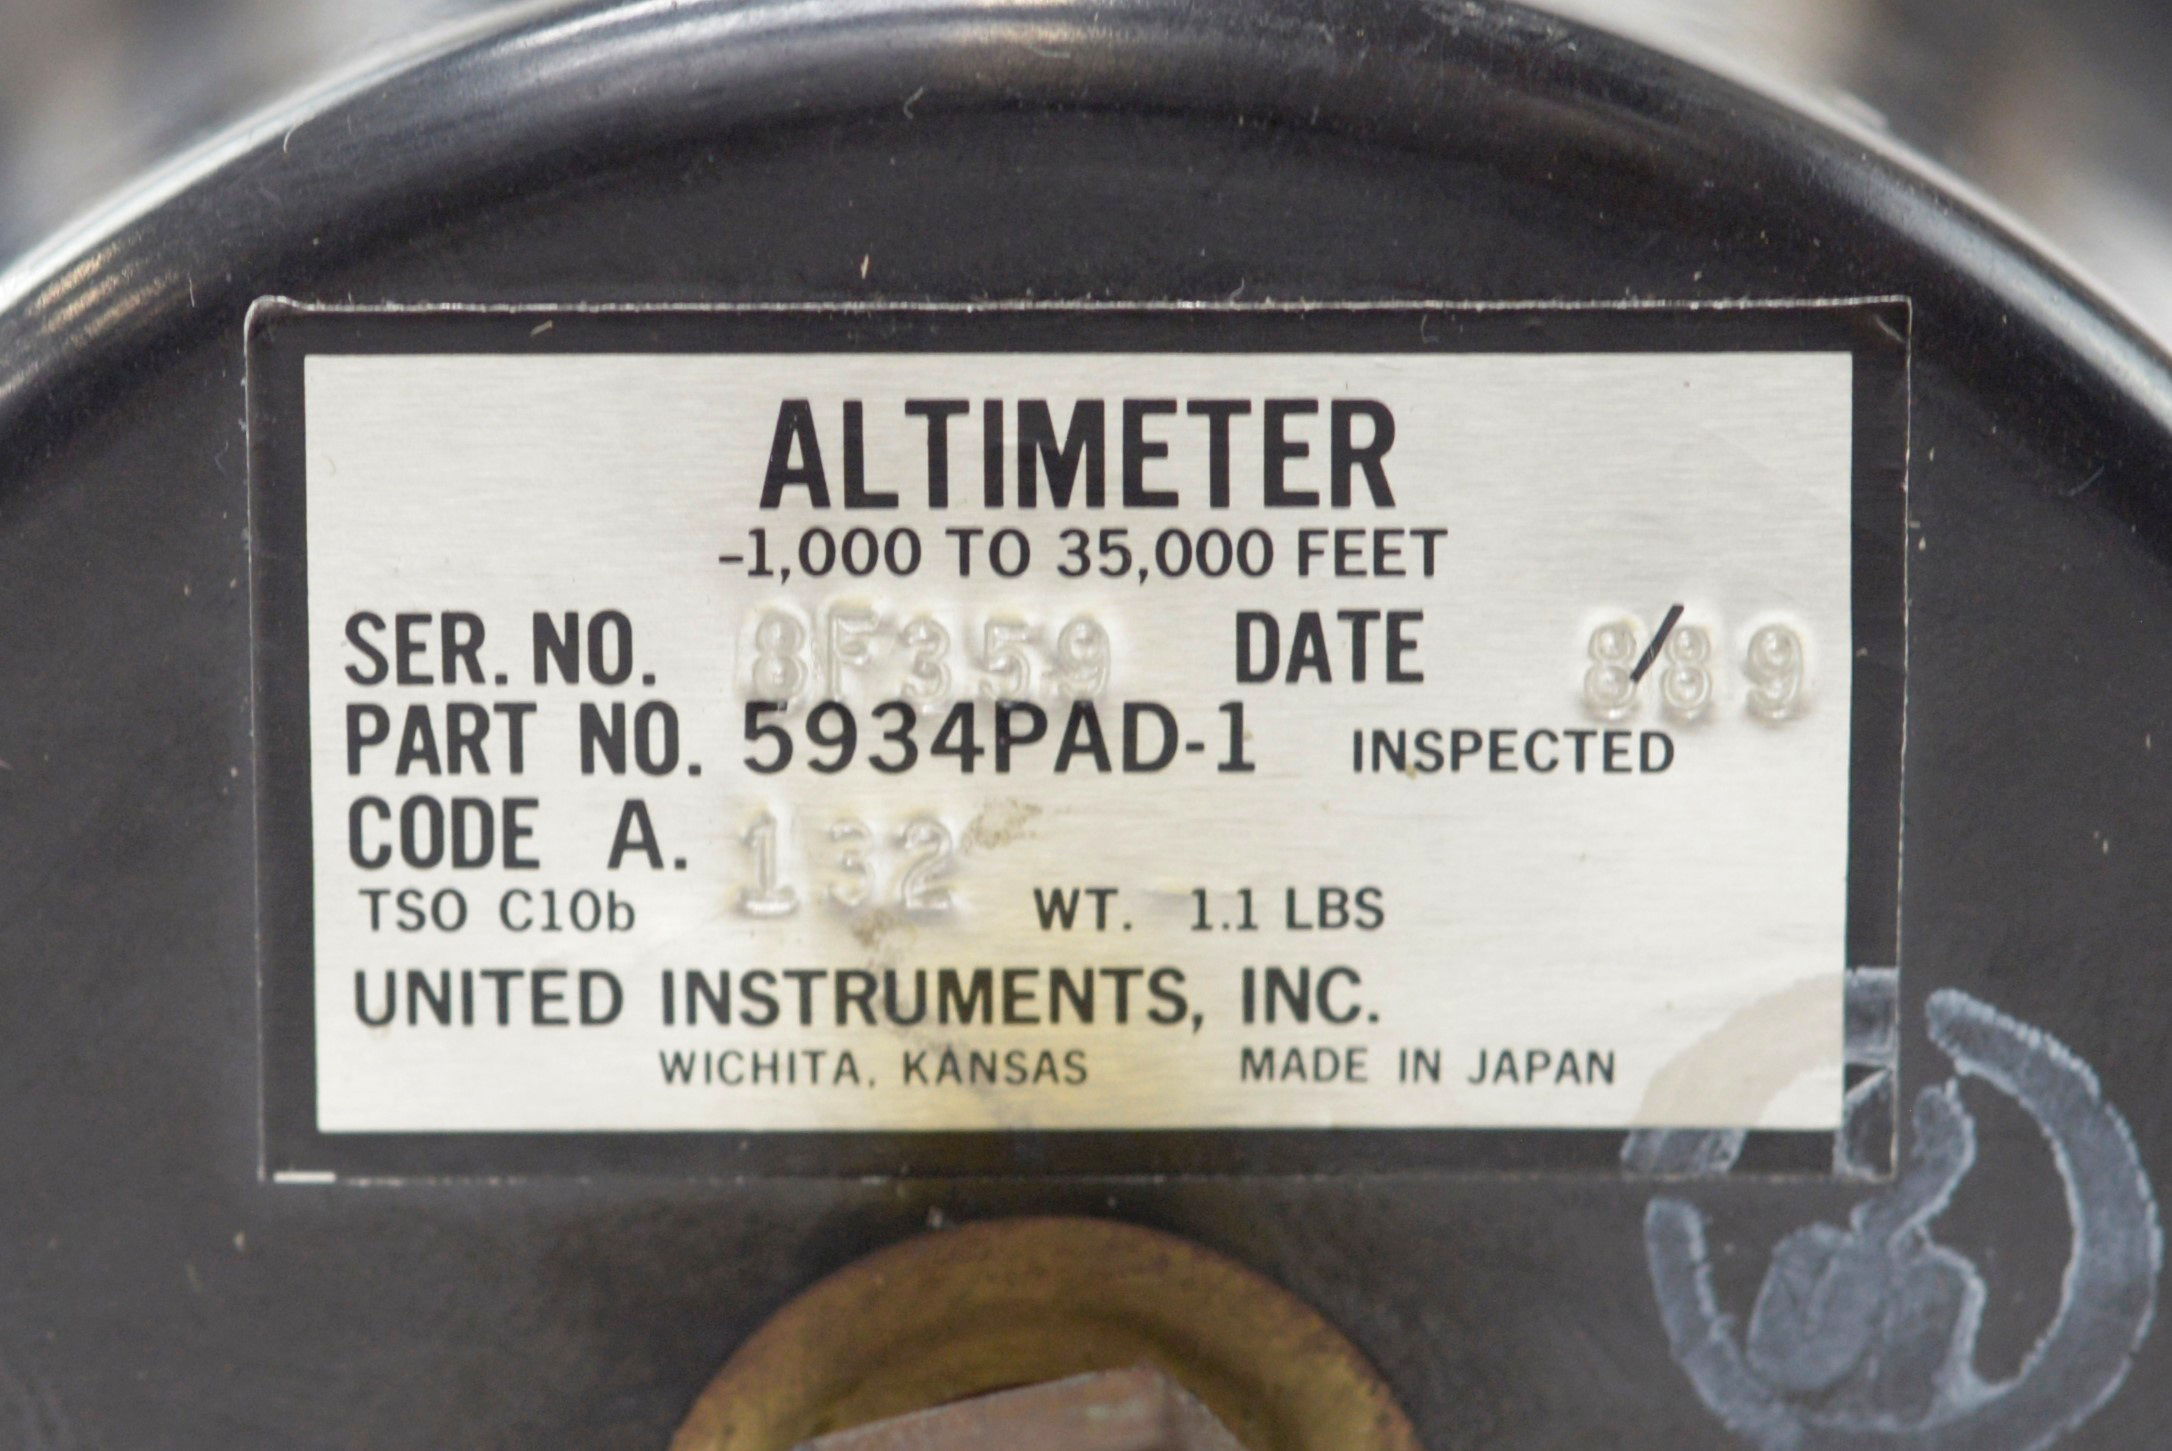 ALTIMETER
-1,000 TO 35,000 FEET
SER. NO. 8F359 DATE 8/89
PART NO. 5934PAD-1 INSPECTED
CODE A. 132
TSO C10b WT. 1.1 LBS
UNITED INSTRUMENTS, INC.
WICHITA, KANSAS MADE IN JAPAN